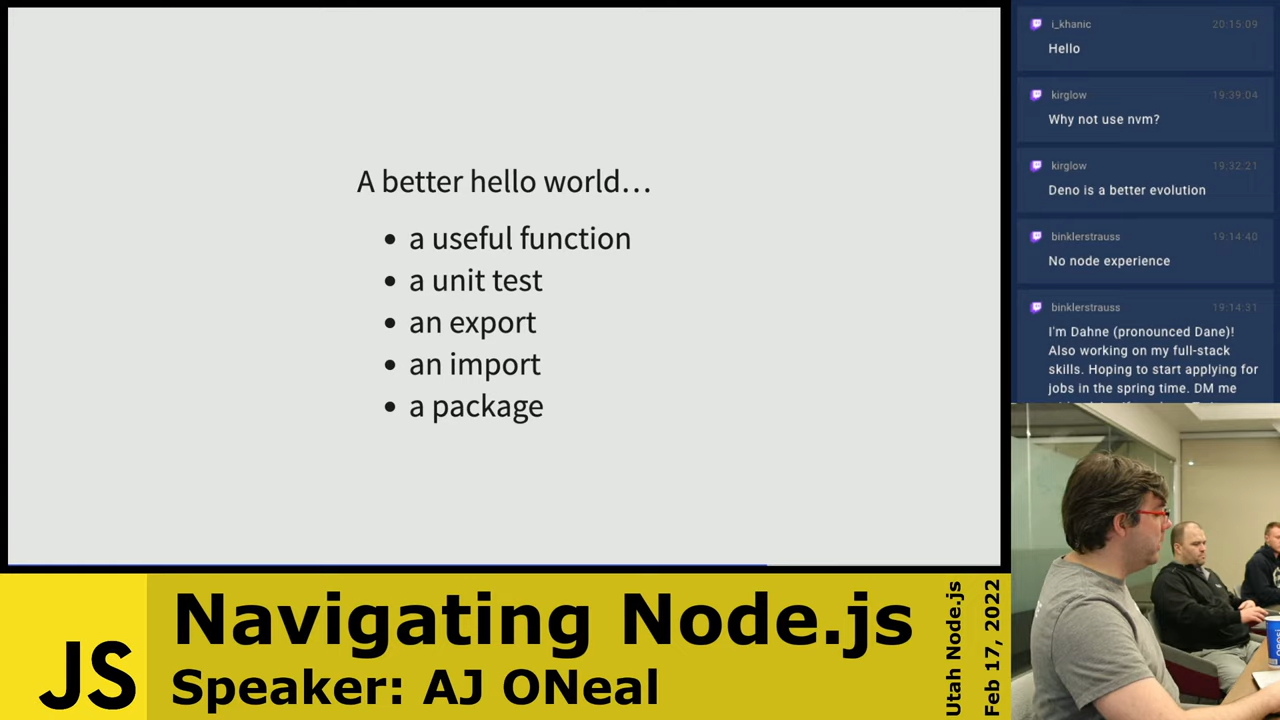 A better hello world…
• a useful function
• a unit test
• an export
• an import
• a package
i_khanic 20:15:09
Hello
kirglow 19:39:04
Why not use nvm?
kirglow 19:32:21
Deno is a better evolution
binklerstrauss 19:14:40
No node experience
binklerstrauss 19:14:31
I'm Dahne (pronounced Dane)!
Also working on my full-stack
skills. Hoping to start applying for
jobs in the spring time. DM me
JS
Navigating Node.js
Speaker: AJ ONeal
Utah Node.js
Feb 17, 2022
pepsi